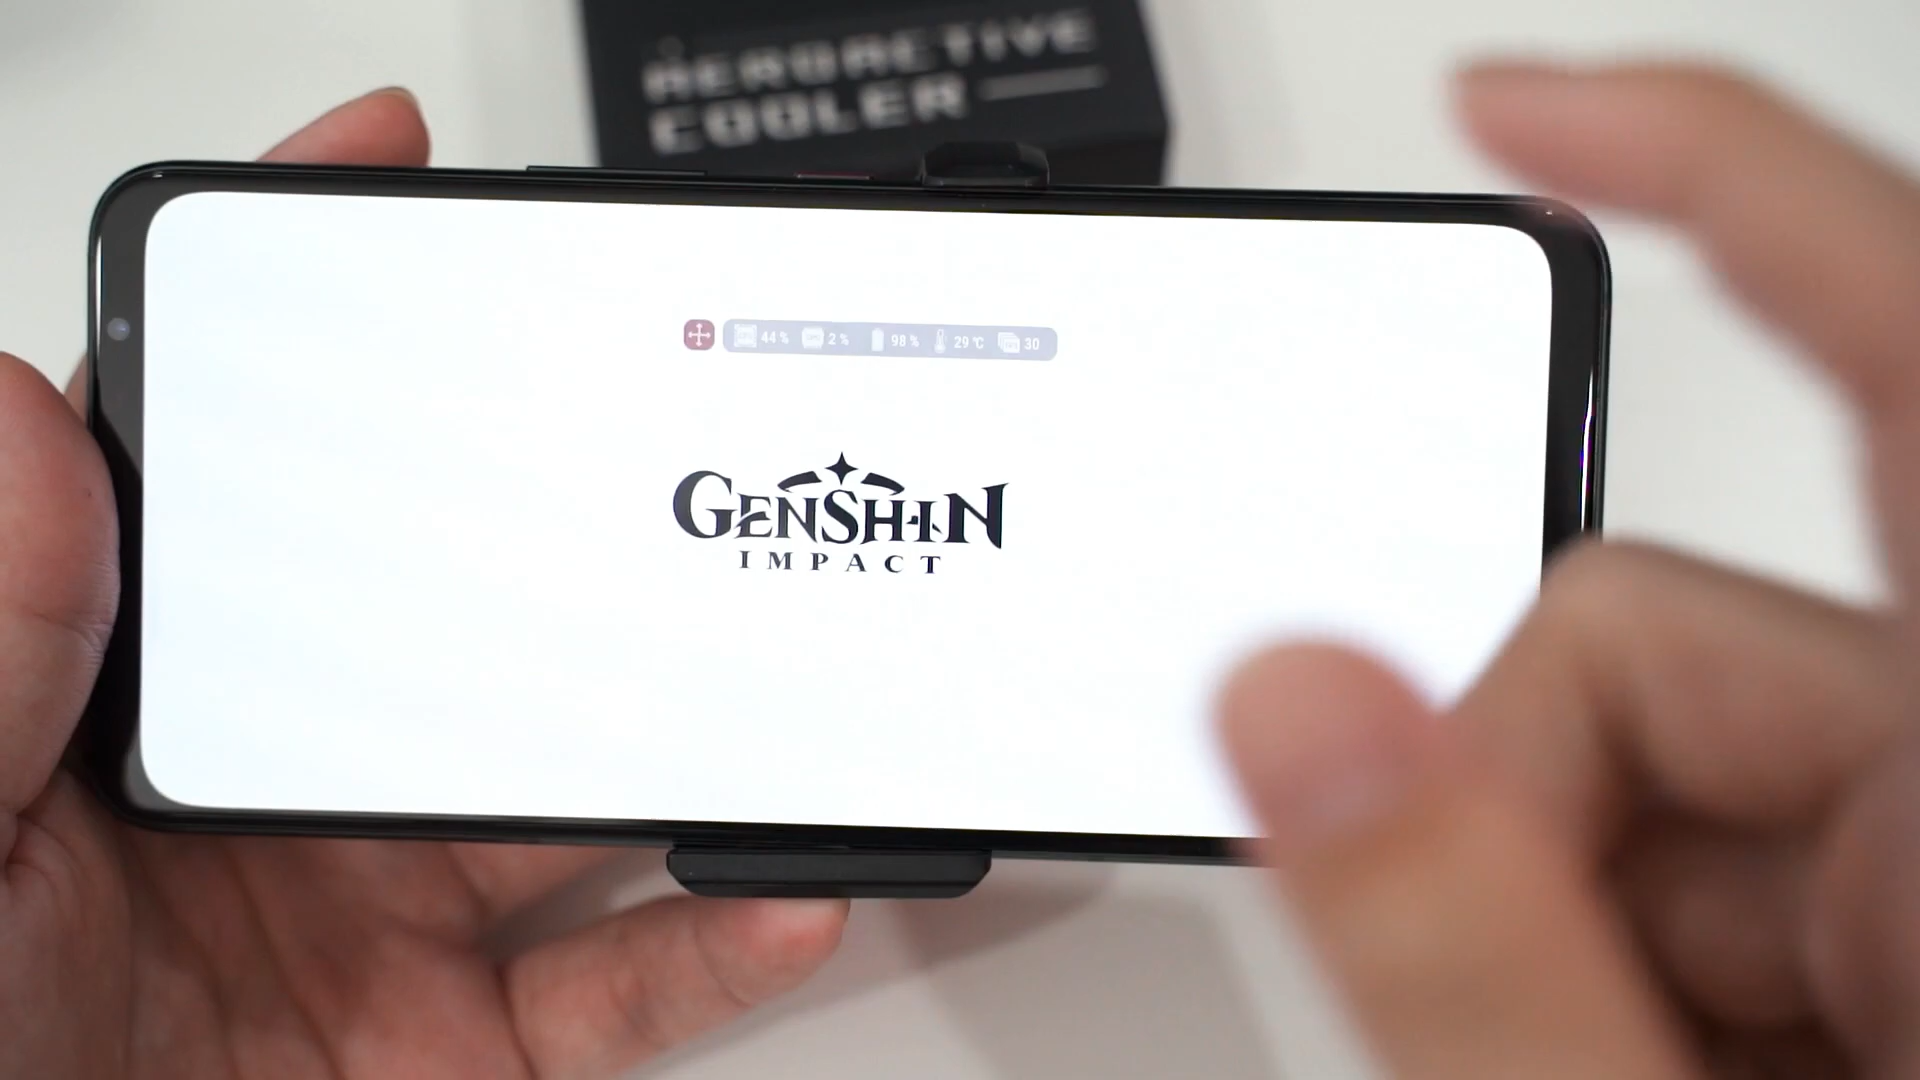 AEROACTIVE
COOLER
44 % 2 % 98 % 29 °C 30
GENSHIN
IMPACT